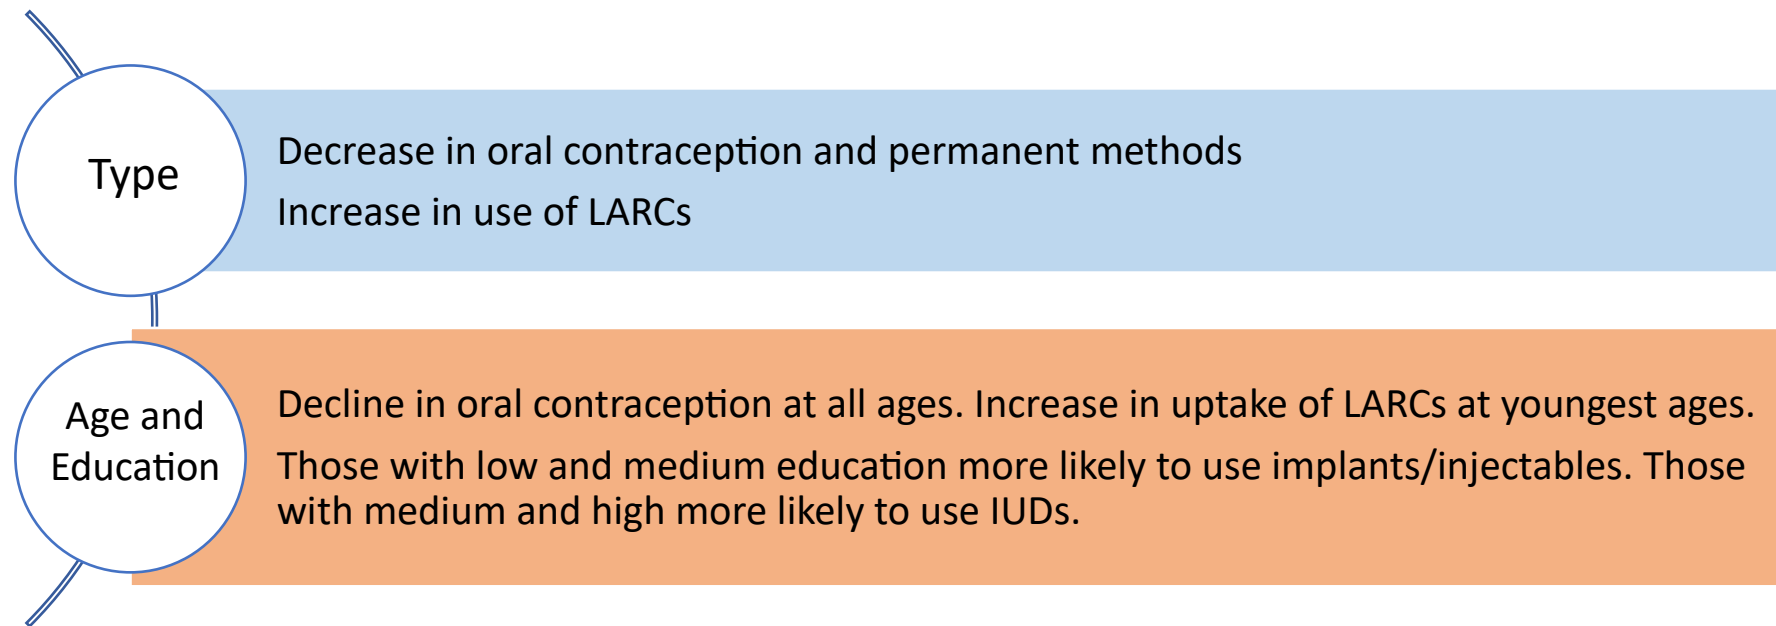 Type
Decrease in oral contraception and permanent methods
Increase in use of LARCs
Age and
Education
Decline in oral contraception at all ages. Increase in uptake of LARCs at youngest ages.
Those with low and medium education more likely to use implants/injectables. Those
with medium and high more likely to use IUDs.